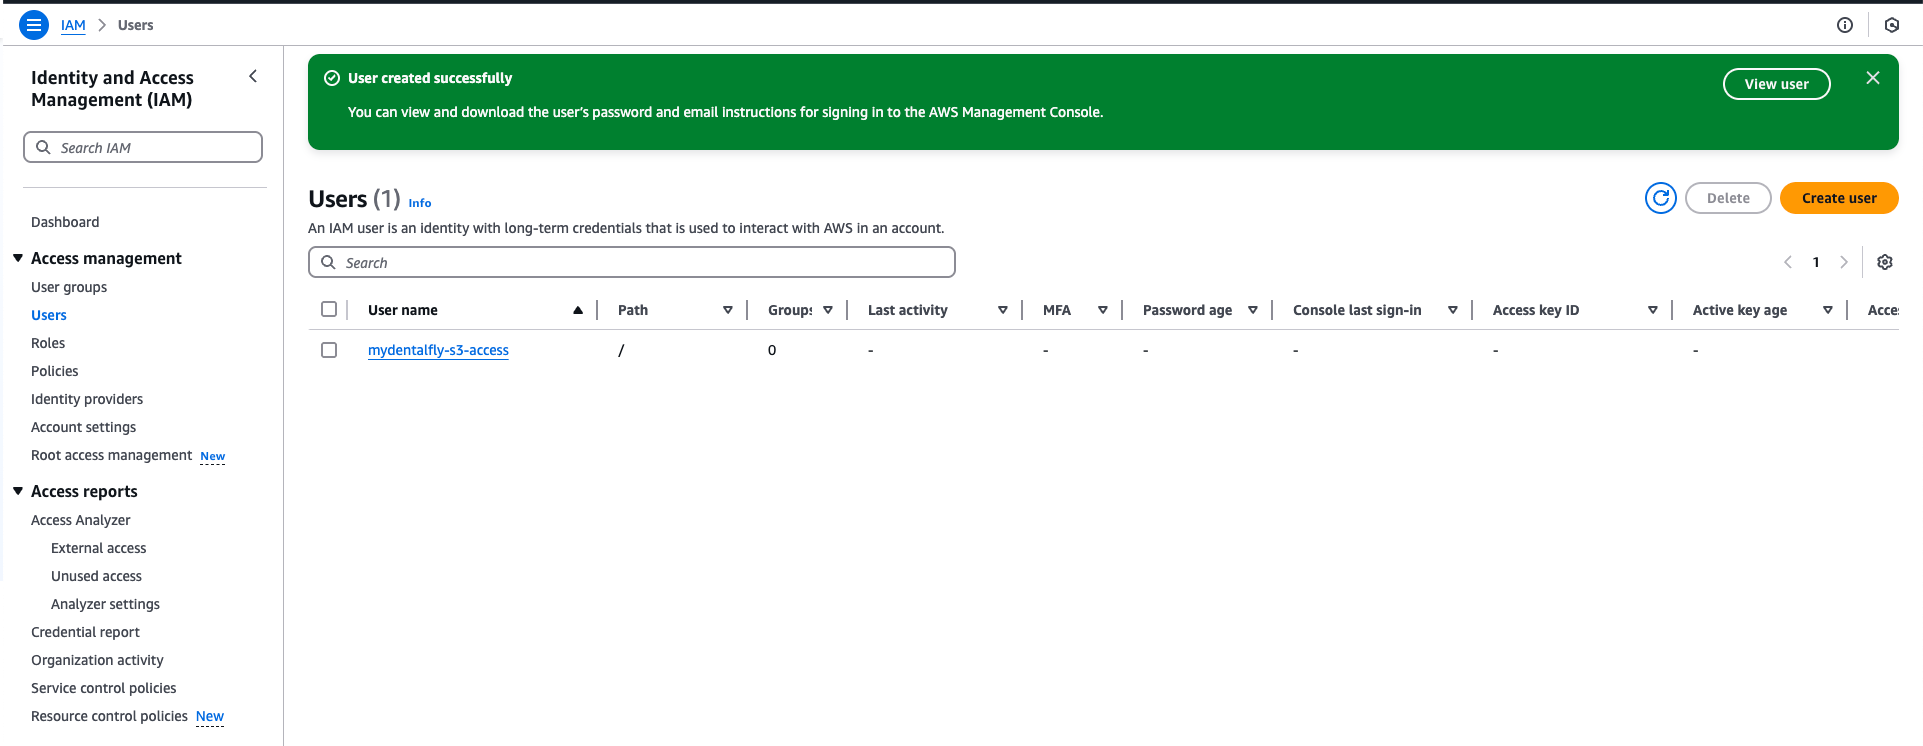 IAM > Users
Identity and Access
Management (IAM)
Search IAM
Dashboard
Access management
User groups
Users
Roles
Policies
Identity providers
Account settings
Root access management New
Access reports
Access Analyzer
External access
Unused access
Analyzer settings
Credential report
Organization activity
Service control policies
Resource control policies New
User created successfully
You can view and download the user's password and email instructions for signing in to the AWS Management Console.
View user
Users (1) Info
An IAM user is an identity with long-term credentials that is used to interact with AWS in an account.
Delete
Create user
Search
1
User name Path Groups Last activity MFA Password age Console last sign-in Access key ID Active key age Acces
mydentalfly-s3-access / 0 - - - - - -